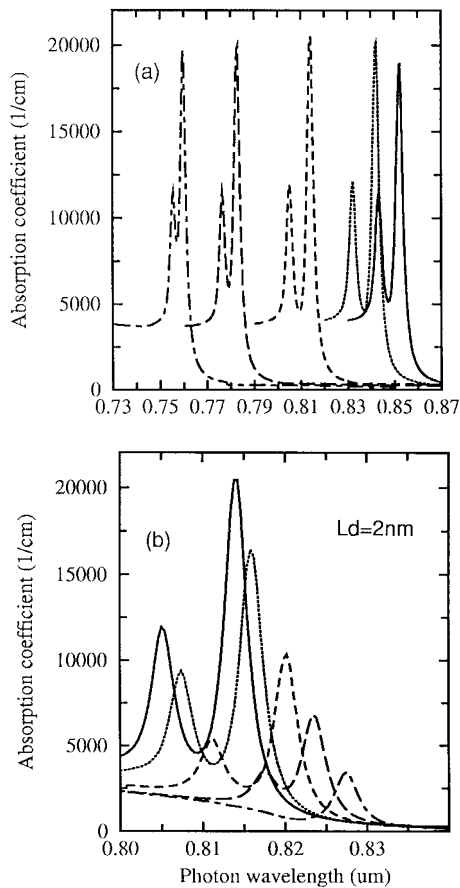 20000
15000
10000
5000
0
Absorption coefficient (1/cm)
(a)
0.73 0.75 0.77 0.79 0.81 0.83 0.85 0.87
20000
15000
10000
5000
0
Absorption coefficient (1/cm)
(b)
Ld=2nm
0.80 0.81 0.82 0.83
Photon wavelength (um)